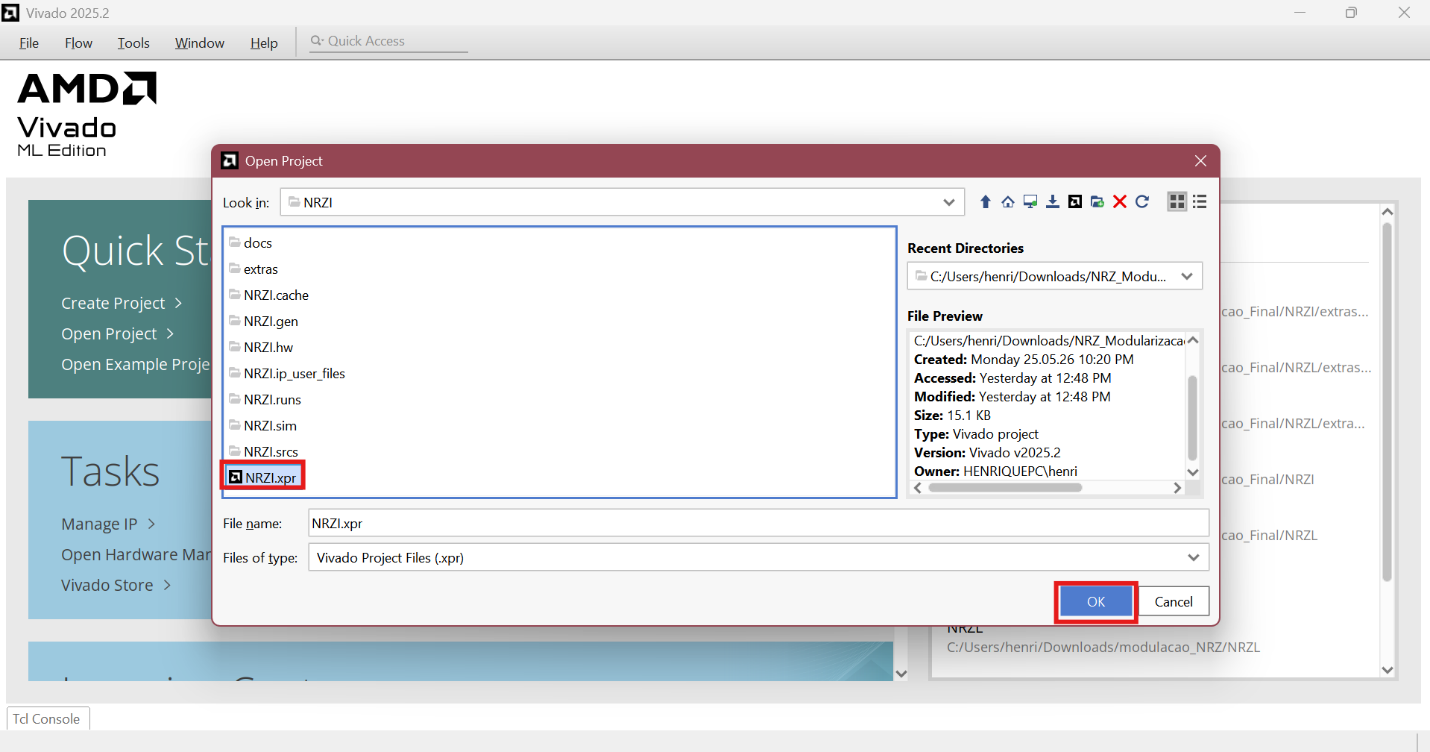 Vivado 2025.2
File Flow Tools Window Help Quick Access
AMD
Vivado
ML Edition
Open Project
Look in: NRZI
docs
extras
NRZI.cache
NRZI.gen
NRZI.hw
NRZI.ip_user_files
NRZI.runs
NRZI.sim
NRZI.srcs
NRZI.xpr
Recent Directories
C:/Users/henri/Downloads/NRZ_Modu...
File Preview
C:/Users/henri/Downloads/NRZ_Modularizaca
Created: Monday 25.05.26 10:20 PM
Accessed: Yesterday at 12:48 PM
Modified: Yesterday at 12:48 PM
Size: 15.1 KB
Type: Vivado project
Version: Vivado v2025.2
Owner: HENRIQUEPC\henri
File name: NRZI.xpr
Files of type: Vivado Project Files (.xpr)
OK Cancel
Quick St
Create Project >
Open Project >
Open Example Proje
Tasks
Manage IP >
Open Hardware Mar
Vivado Store >
cao_Final/NRZI/extras...
cao_Final/NRZL/extras...
cao_Final/NRZL/extra...
cao_Final/NRZI
cao_Final/NRZL
NRZL
C:/Users/henri/Downloads/modulacao_NRZ/NRZL
Tcl Console